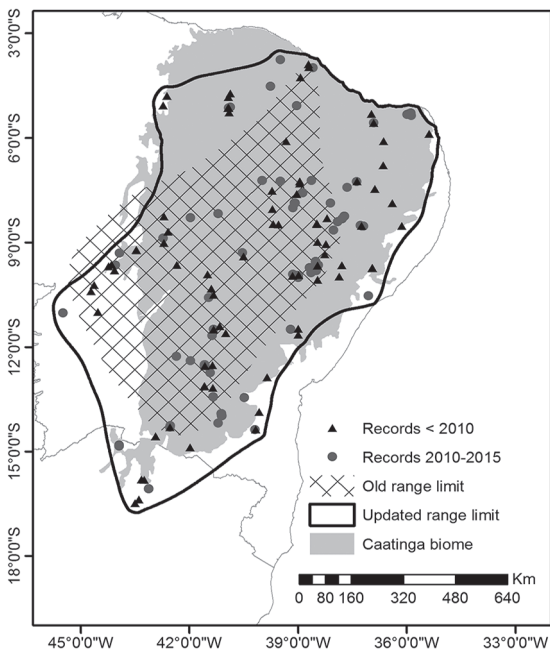 3°0'0"S
6°0'0"S
9°0'0"S
12°0'0"S
15°0'0"S
18°0'0"S
Records < 2010
Records 2010-2015
Old range limit
Updated range limit
Caatinga biome
Km
0 80 160 320 480 640
45°0'0"W 42°0'0"W 39°0'0"W 36°0'0"W 33°0'0"W